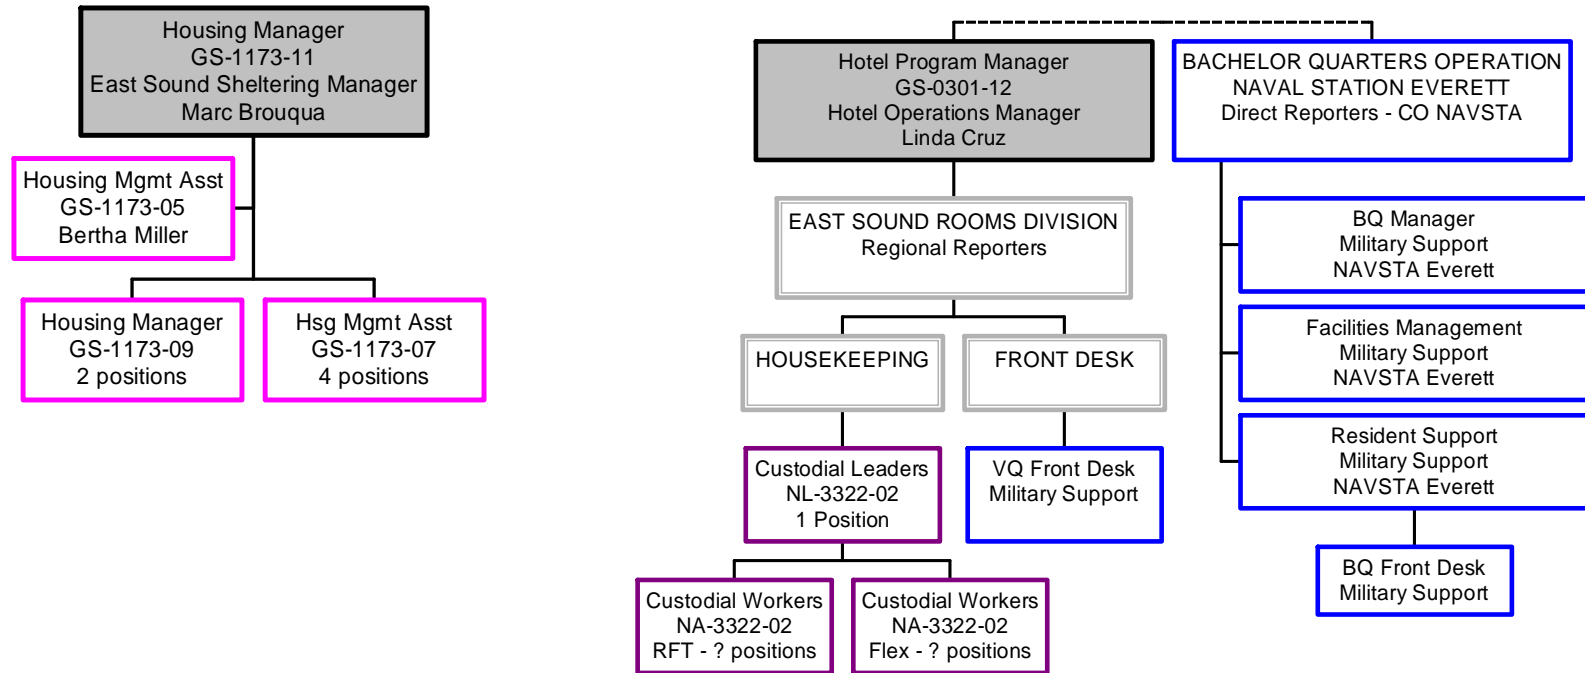 Housing Manager
GS-1173-11
East Sound Sheltering Manager
Marc Brouqua
Housing Mgmt Asst
GS-1173-05
Bertha Miller
Housing Manager
GS-1173-09
2 positions
Hsg Mgmt Asst
GS-1173-07
4 positions
Hotel Program Manager
GS-0301-12
Hotel Operations Manager
Linda Cruz
EAST SOUND ROOMS DIVISION
Regional Reporters
HOUSEKEEPING
FRONT DESK
Custodial Leaders
NL-3322-02
1 Position
VQ Front Desk
Military Support
Custodial Workers
NA-3322-02
RFT - ? positions
Custodial Workers
NA-3322-02
Flex - ? positions
BACHELOR QUARTERS OPERATION
NAVAL STATION EVERETT
Direct Reporters - CO NAVSTA
BQ Manager
Military Support
NAVSTA Everett
Facilities Management
Military Support
NAVSTA Everett
Resident Support
Military Support
NAVSTA Everett
BQ Front Desk
Military Support